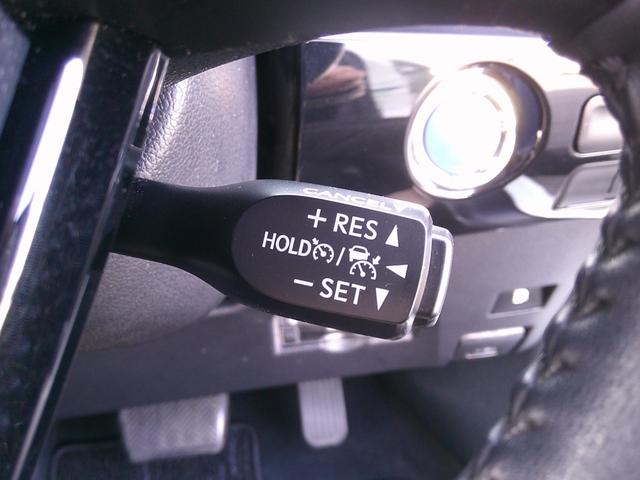 CANCEL
+ RES ▲
HOLD / ◀
− SET ▼